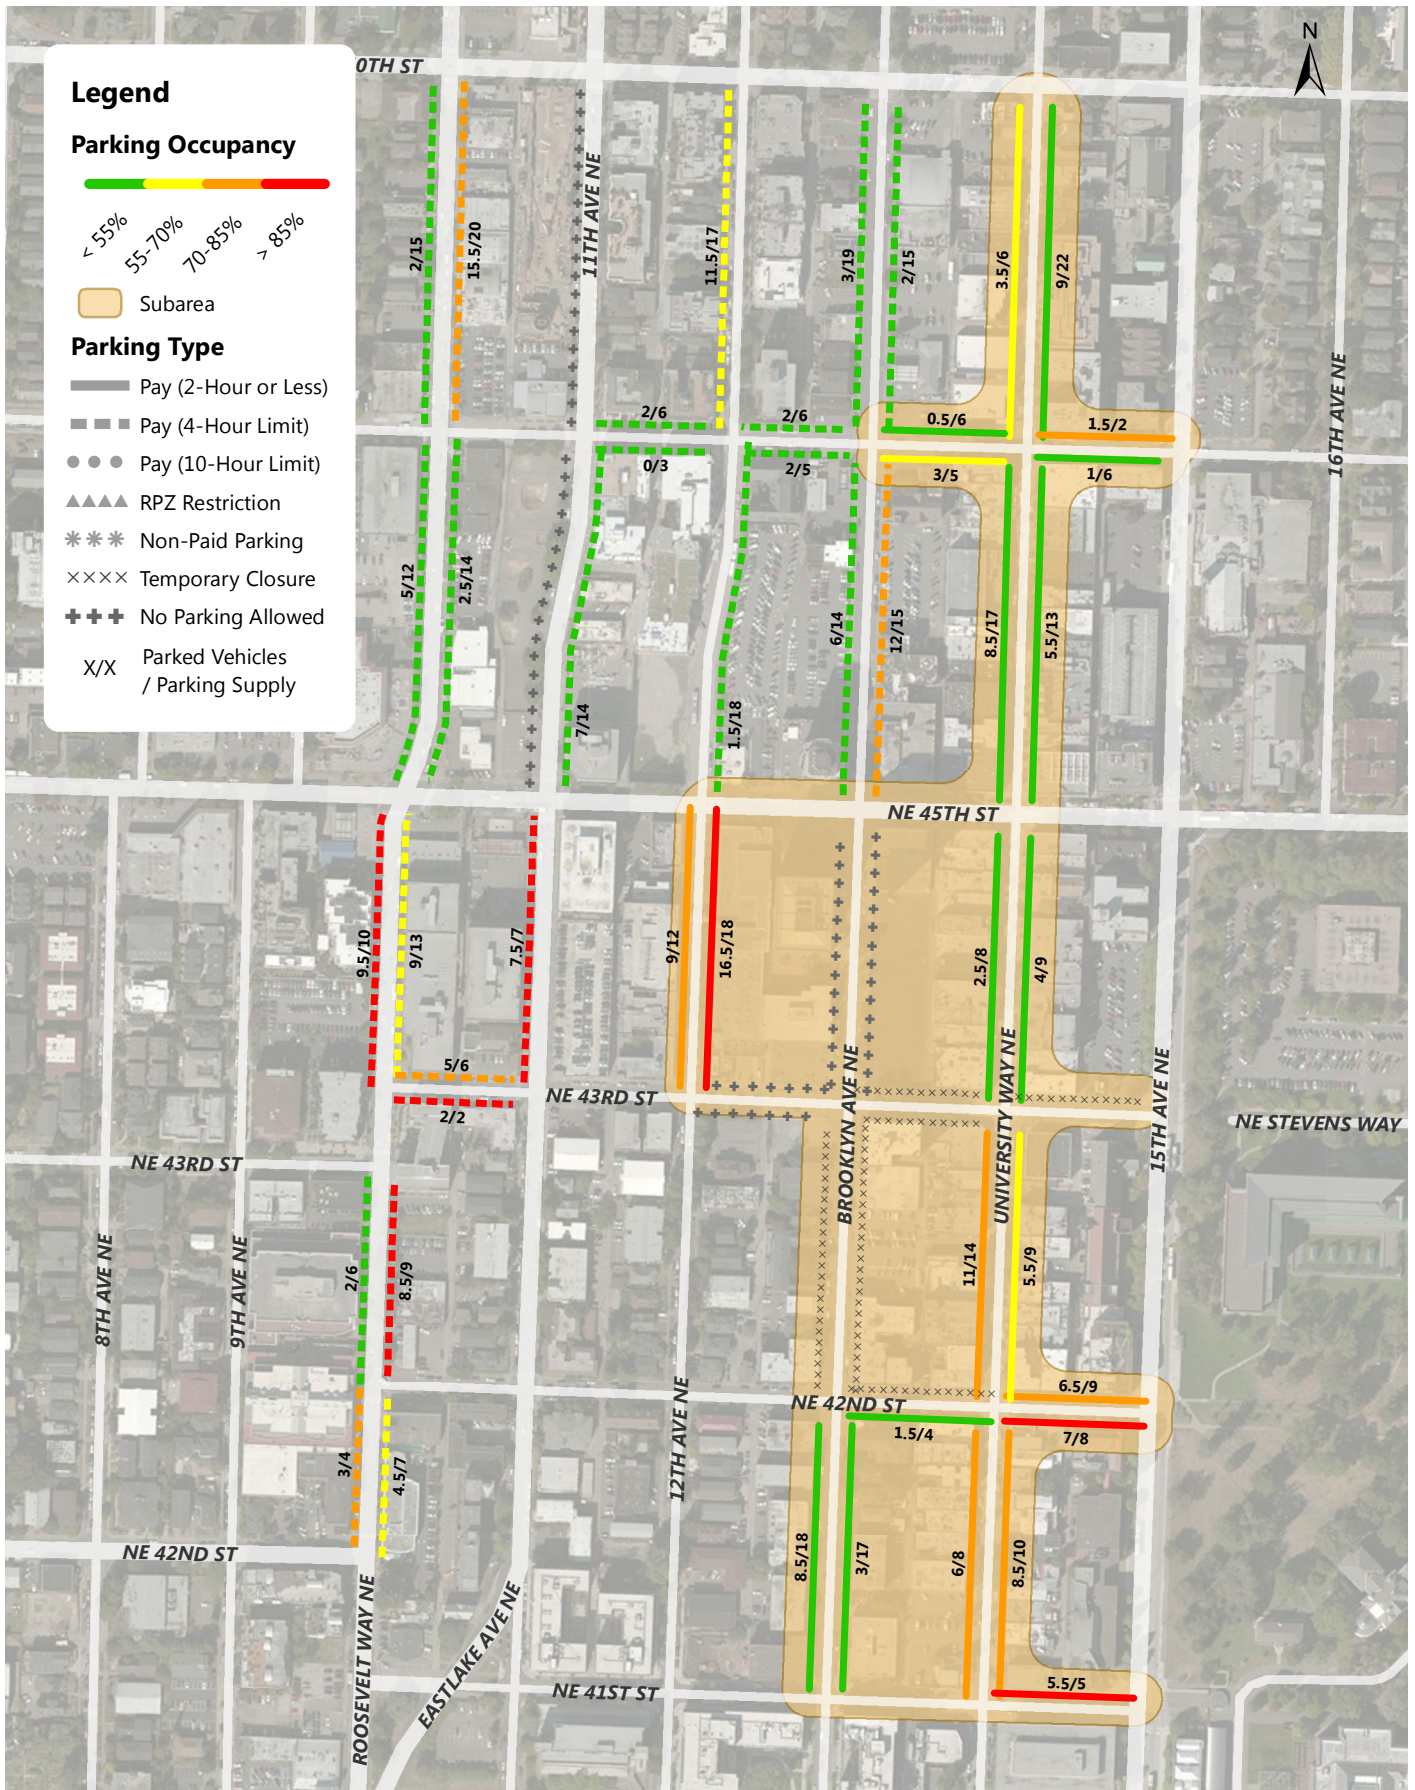 0TH ST
N
Legend
Parking Occupancy
< 55%
55-70%
70-85%
> 85%
Subarea
Parking Type
Pay (2-Hour or Less)
Pay (4-Hour Limit)
Pay (10-Hour Limit)
RPZ Restriction
Non-Paid Parking
Temporary Closure
No Parking Allowed
X/X
Parked Vehicles
/ Parking Supply
2/15
15.5/20
11TH AVE NE
11.5/17
3/19
2/15
3.5/6
9/22
16TH AVE NE
2/6
2/6
0.5/6
1.5/2
0/3
2/5
3/5
1/6
5/12
2.5/14
7/14
1.5/18
6/14
12/15
8.5/17
5.5/13
NE 45TH ST
9.5/10
9/13
7.5/7
9/12
16.5/18
2.5/8
4/9
5/6
2/2
NE 43RD ST
BROOKLYN AVE NE
UNIVERSITY WAY NE
15TH AVE NE
NE STEVENS WAY
NE 43RD ST
8TH AVE NE
9TH AVE NE
2/6
8.5/9
11/14
5.5/9
12TH AVE NE
NE 42ND ST
6.5/9
1.5/4
7/8
3/4
4.5/7
NE 42ND ST
8.5/18
3/17
6/8
8.5/10
ROOSEVELT WAY NE
EASTLAKE AVE NE
NE 41ST ST
5.5/5